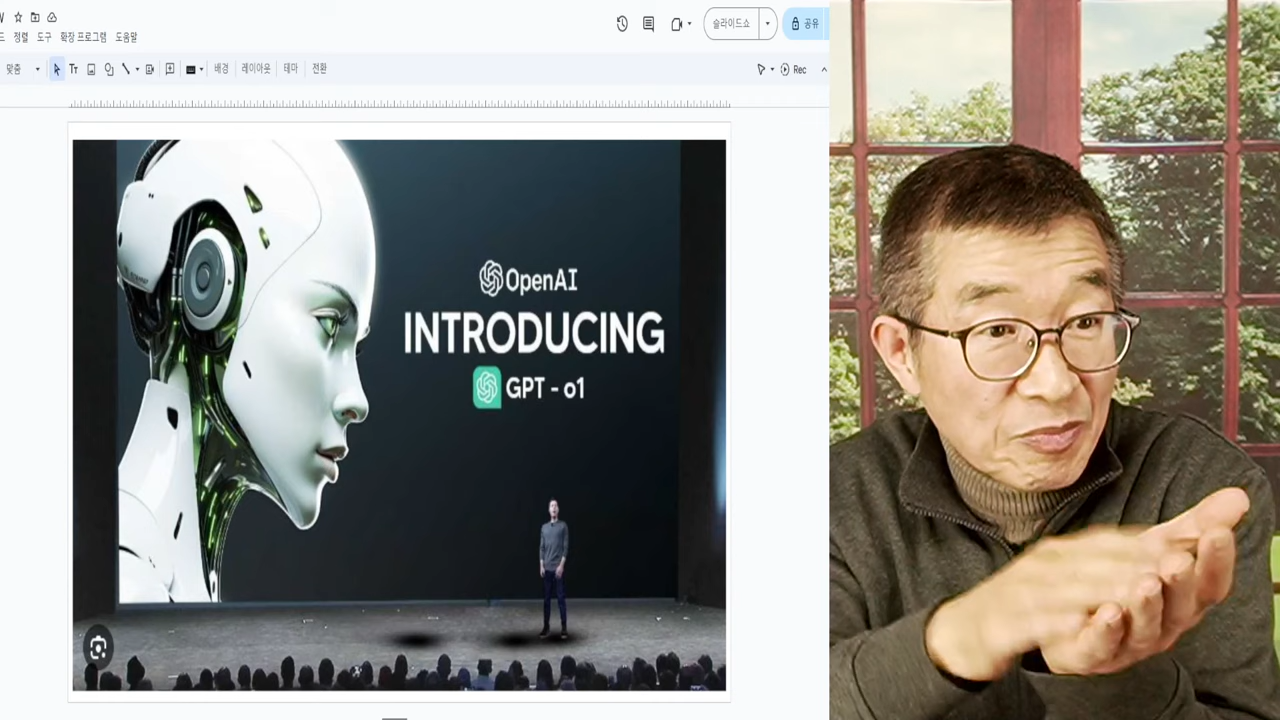 정렬 도구 확장 프로그램 도움말
슬라이드쇼
공유
맞춤
Tт
배경 레이아웃 테마 전환
Rec
OpenAI
INTRODUCING
GPT - o1